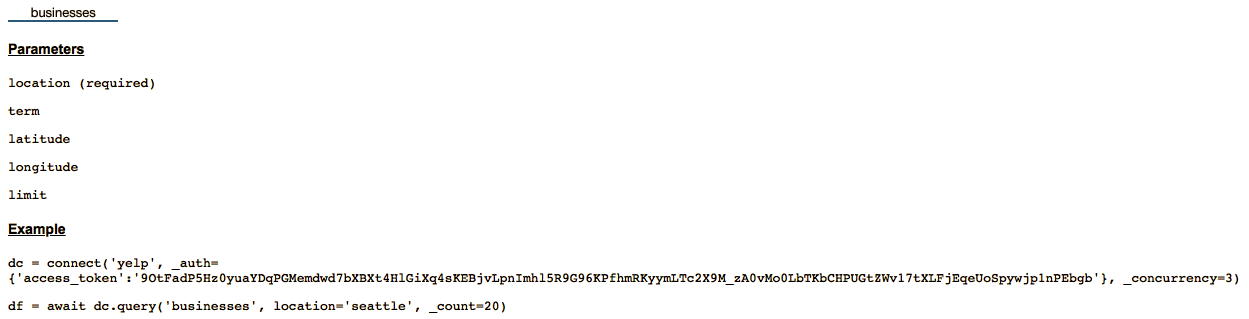 businesses
Parameters
location (required)
term
latitude
longitude
limit
Example
dc = connect('yelp', _auth=
{'access_token':'9OtFadP5Hz0yuaYDqPGMemdwd7bXBXt4HlGiXq4sKEBjvLpnImhl5R9G96KPfhmRKyymLTc2X9M_zA0vMo0LbTKbCHPUGtZWv17tXLFjEqeUoSpywjp1nPEbgb'}, _concurrency=3)
df = await dc.query('businesses', location='seattle', _count=20)